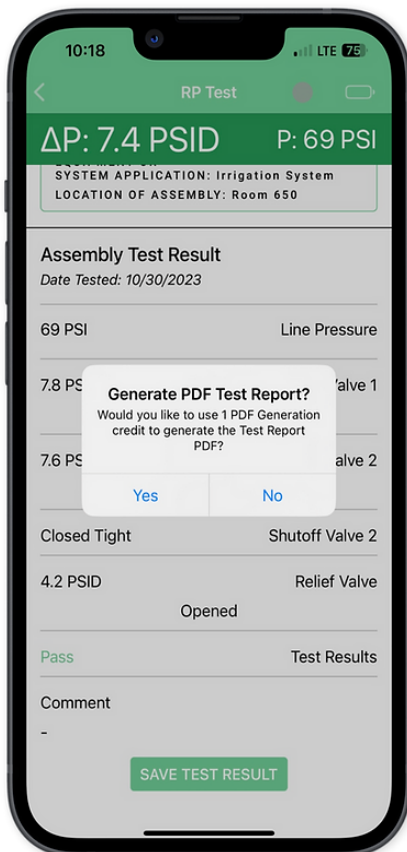 10:18
LTE 75
RP Test
ΔP: 7.4 PSID
P: 69 PSI
SYSTEM APPLICATION: Irrigation System
LOCATION OF ASSEMBLY: Room 650
Assembly Test Result
Date Tested: 10/30/2023
69 PSI
Line Pressure
7.8 PS
alve 1
Generate PDF Test Report?
Would you like to use 1 PDF Generation
credit to generate the Test Report
PDF?
7.6 PS
alve 2
Yes
No
Closed Tight
Shutoff Valve 2
4.2 PSID
Relief Valve
Opened
Pass
Test Results
Comment
-
SAVE TEST RESULT